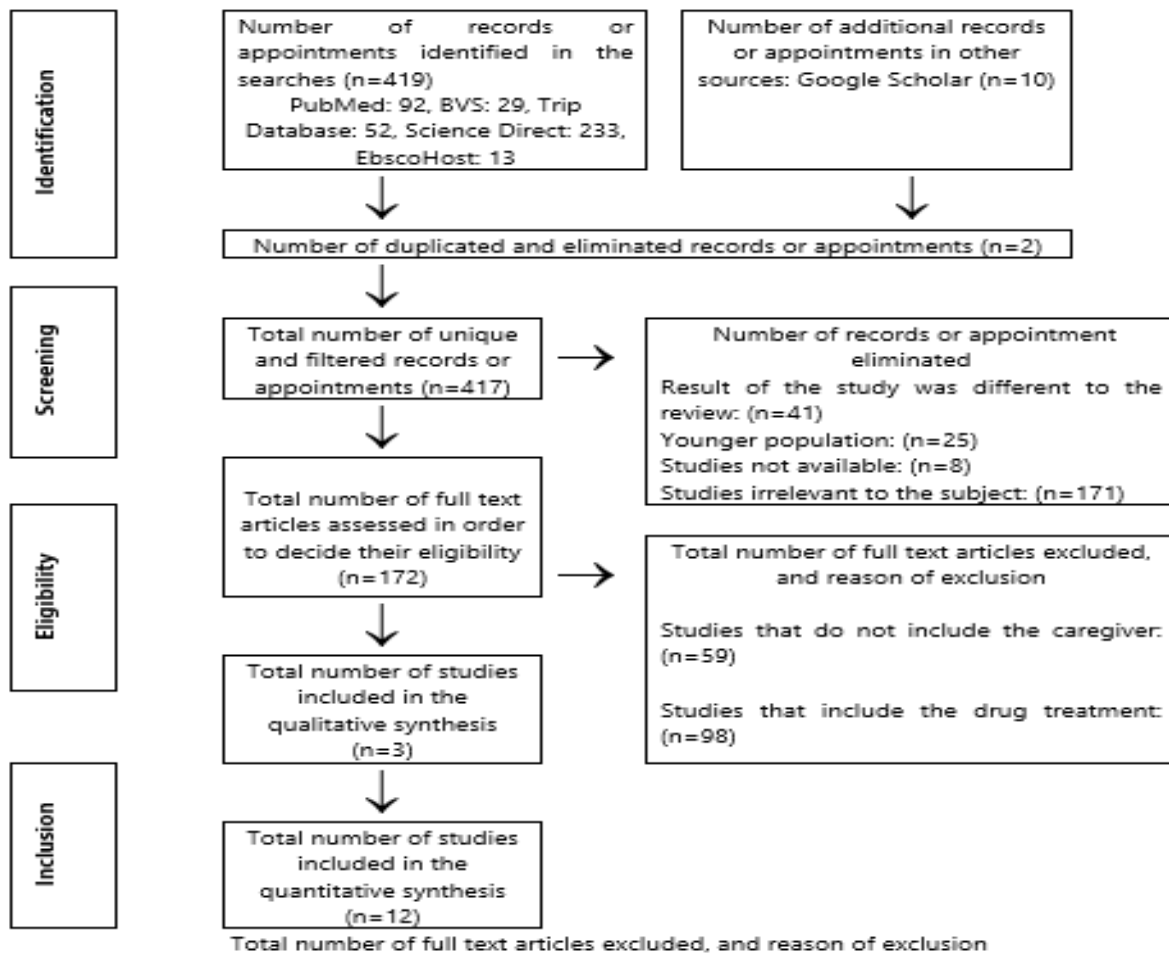 Identification
Number of records or
appointments identified in the
searches (n=419)
PubMed: 92, BVS: 29, Trip
Database: 52, Science Direct: 233,
EbscoHost: 13
Number of additional records
or appointments in other
sources: Google Scholar (n=10)
Number of duplicated and eliminated records or appointments (n=2)
Screening
Total number of unique
and filtered records or
appointments (n=417)
Number of records or appointment
eliminated
Result of the study was different to the
review: (n=41)
Younger population: (n=25)
Studies not available: (n=8)
Studies irrelevant to the subject: (n=171)
Eligibility
Total number of full text
articles assessed in order
to decide their eligibility
(n=172)
Total number of full text articles excluded,
and reason of exclusion
Studies that do not include the caregiver:
(n=59)
Studies that include the drug treatment:
(n=98)
Total number of studies
included in the
qualitative synthesis
(n=3)
Inclusion
Total number of studies
included in the
quantitative synthesis
(n=12)
Total number of full text articles excluded, and reason of exclusion